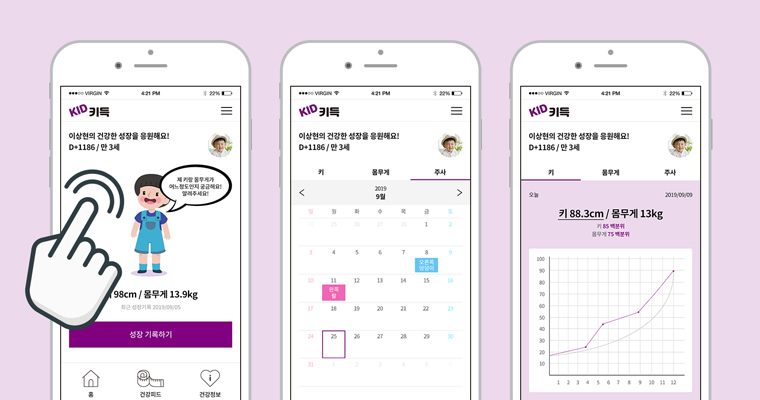 ●●●○○ VIRGIN
4:21 PM
22%
KID 키득
이상현의 건강한 성장을 응원해요!
D+1186 / 만 3세
제 키랑 몸무게가
어느정도인지 궁금해요!
알려주세요!
98cm / 몸무게 13.9kg
최근 성장기록 2019/09/05
성장 기록하기
홈
건강피드
건강정보
●●●○○ VIRGIN
4:21 PM
22%
KID 키득
이상현의 건강한 성장을 응원해요!
D+1186 / 만 3세
키 몸무게 주사
2019
9월
일 월 화 수 목 금 토
25 1 2
3 4 5 6 7 8 9
오른쪽
엉덩이
10 11 12 13 14 15 16
왼쪽
팔
17 18 19 20 21 22 23
24 25 26 27 28 29 30
31 1 2 3 4 5 6
●●●○○ VIRGIN
4:21 PM
22%
KID 키득
이상현의 건강한 성장을 응원해요!
D+1186 / 만 3세
키 몸무게 주사
오늘
2019/09/09
키 88.3cm / 몸무게 13kg
키 85 백분위
몸무게 75 백분위
100
90
80
70
60
50
40
30
20
10
1 2 3 4 5 6 7 8 9 10 11 12